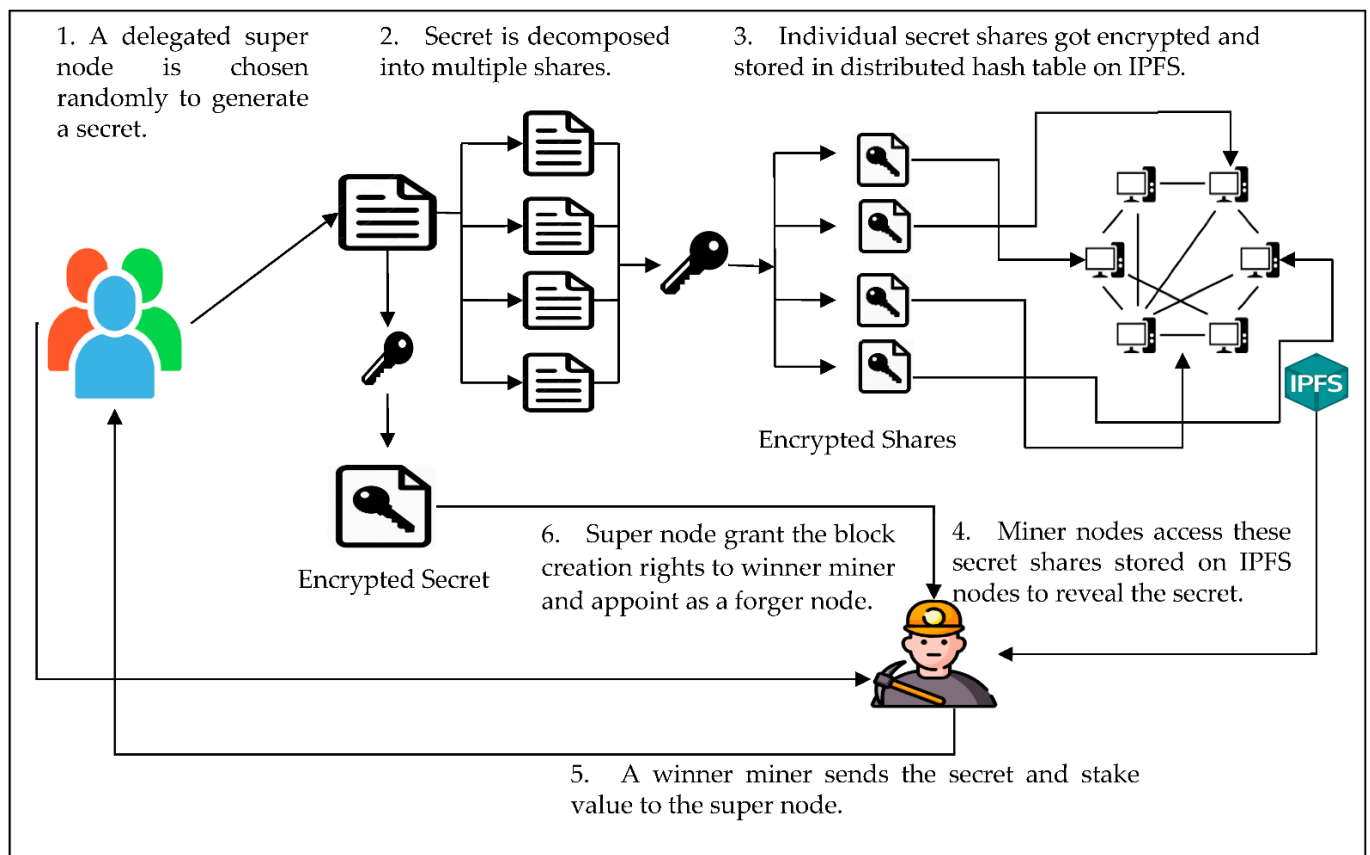 1. A delegated super
node is chosen
randomly to generate
a secret.
2. Secret is decomposed
into multiple shares.
3. Individual secret shares got encrypted and
stored in distributed hash table on IPFS.
IPFS
Encrypted Shares
Encrypted Secret
6. Super node grant the block
creation rights to winner miner
and appoint as a forger node.
4. Miner nodes access these
secret shares stored on IPFS
nodes to reveal the secret.
5. A winner miner sends the secret and stake
value to the super node.